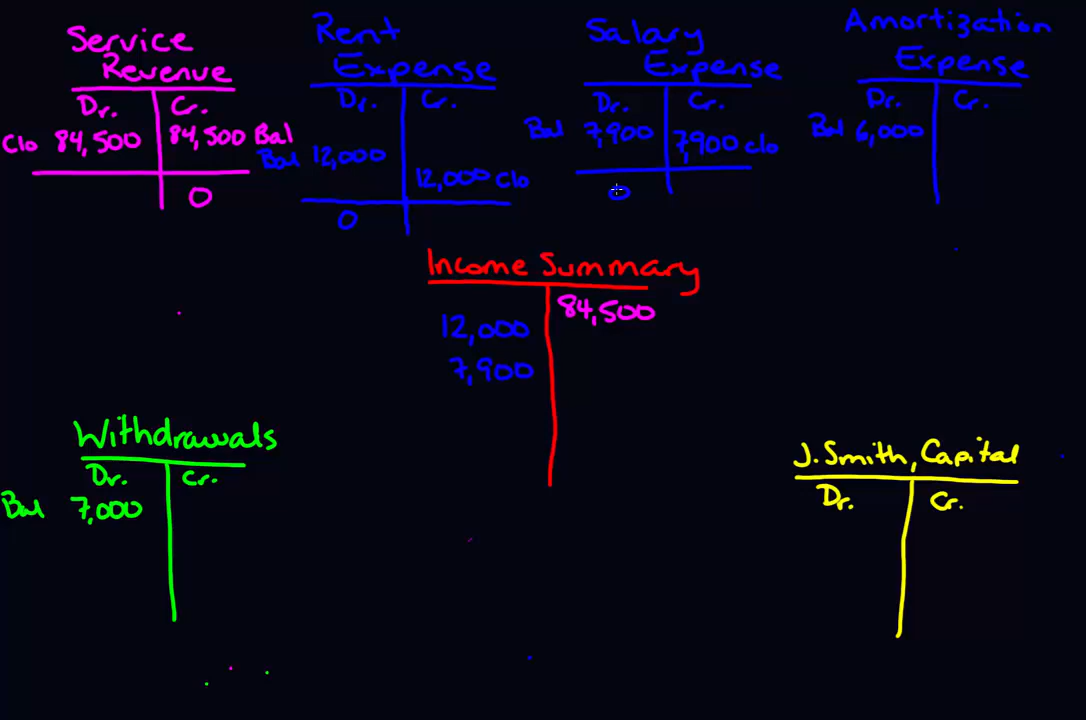 Service
Revenue
Dr. Cr.
Clo 84,500 84,500 Bal
0
Rent
Expense
Dr. Cr.
Bal 12,000
12,000 Clo
0
Salary
Expense
Dr. Cr.
Bal 7,900 7,900 Clo
0
Amortization
Expense
Dr. Cr.
Bal 6,000
Income Summary
84,500
12,000
7,900
Withdrawals
Dr. Cr.
Bal 7,000
J. Smith, Capital
Dr. Cr.